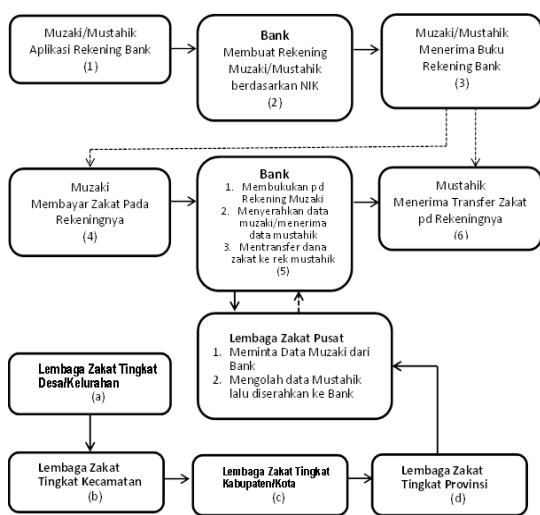 Muzaki/Mustahik
Aplikasi Rekening Bank
(1)
Bank
Membuat Rekening
Muzaki/Mustahik
berdasarkan NIK
(2)
Muzaki/Mustahik
Menerima Buku
Rekening Bank
(3)
Muzaki
Membayar Zakat Pada
Rekeningnya
(4)
Bank
1. Membukukan pd
Rekening Muzaki
2. Menyerahkan data
muzaki/menerima
data mustahik
3. Mentransfer dana
zakat ke rek mustahik
(5)
Mustahik
Menerima Transfer Zakat
pd Rekeningnya
(6)
Lembaga Zakat Pusat
1. Meminta Data Muzaki dari
Bank
2. Mengolah data Mustahik
lalu diserahkan ke Bank
Lembaga Zakat Tingkat
Desa/Kelurahan
(a)
Lembaga Zakat
Tingkat Kecamatan
(b)
Lembaga Zakat Tingkat
Kabupaten/Kota
(c)
Lembaga Zakat
Tingkat Provinsi
(d)